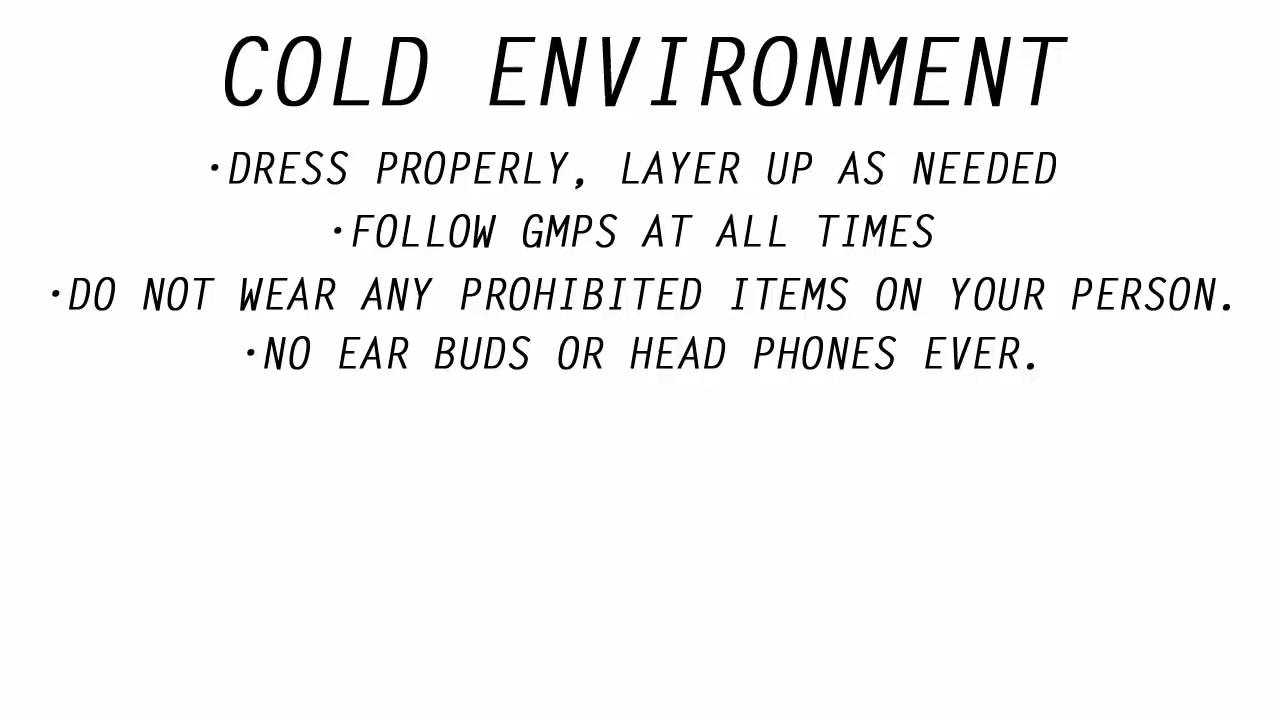 COLD ENVIRONMENT
·DRESS PROPERLY, LAYER UP AS NEEDED
·FOLLOW GMPS AT ALL TIMES
·DO NOT WEAR ANY PROHIBITED ITEMS ON YOUR PERSON.
·NO EAR BUDS OR HEAD PHONES EVER.